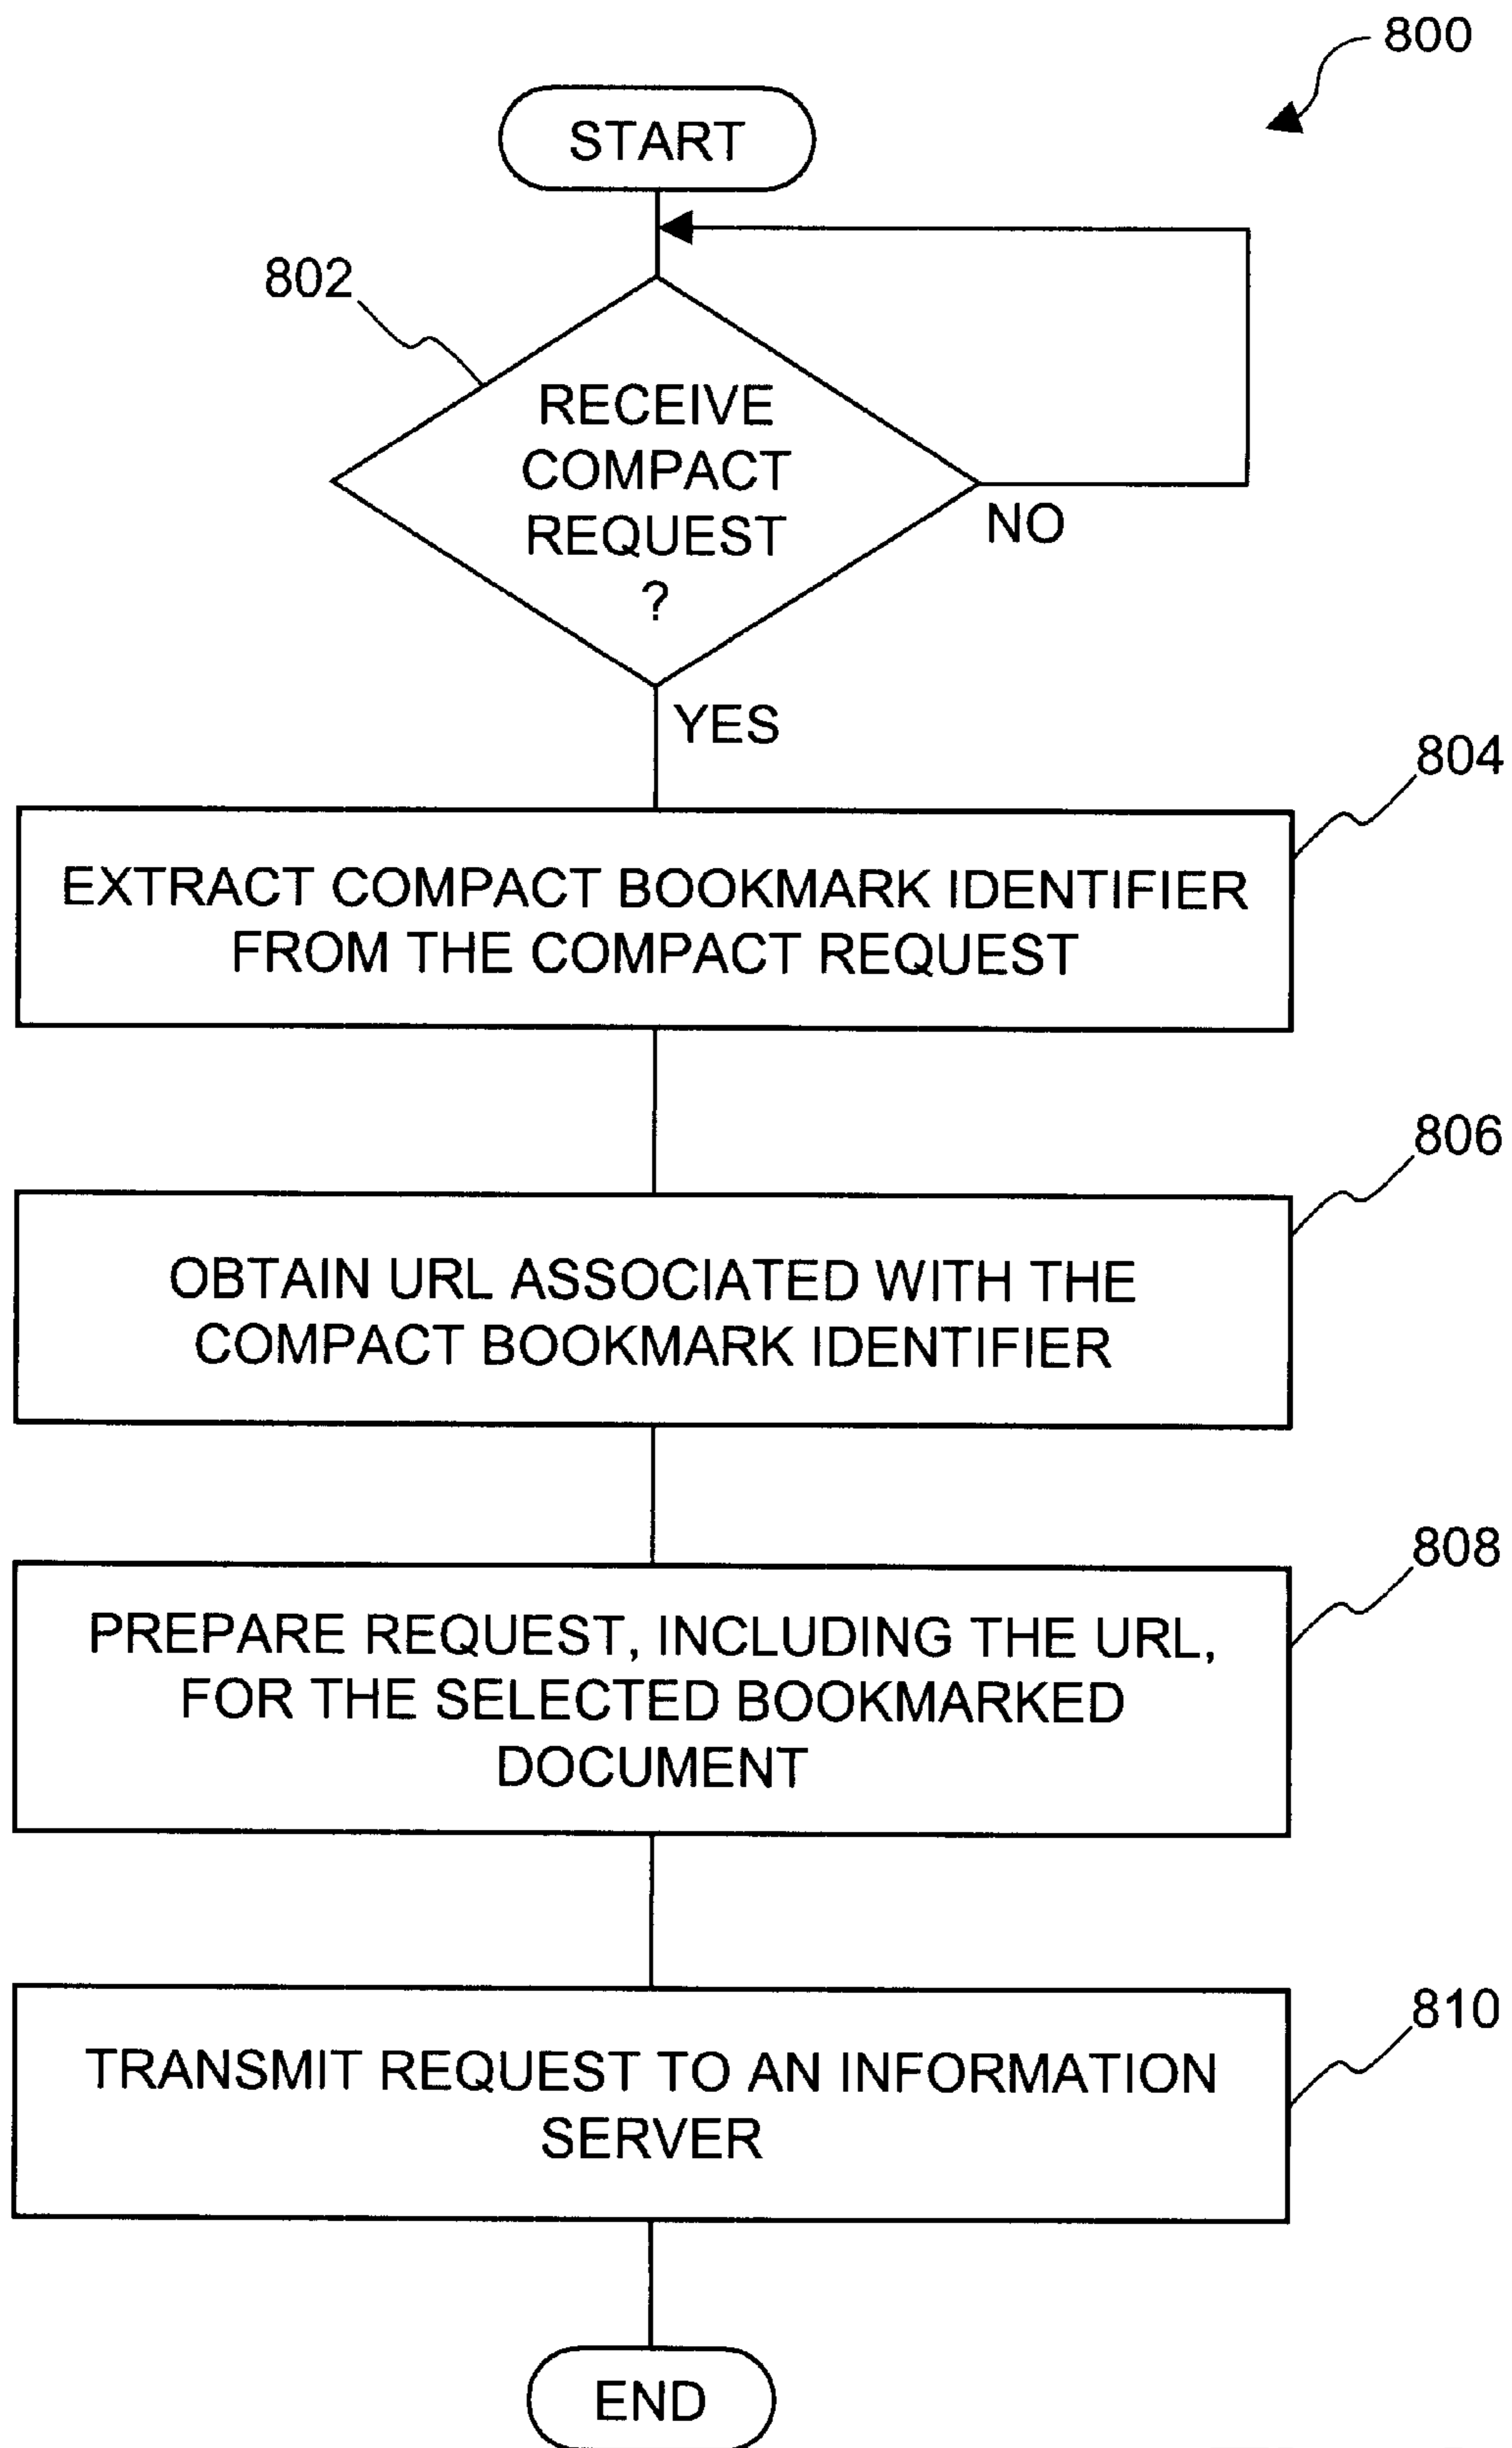 800
START
802
RECEIVE
COMPACT
REQUEST
?
NO
YES
804
EXTRACT COMPACT BOOKMARK IDENTIFIER
FROM THE COMPACT REQUEST
806
OBTAIN URL ASSOCIATED WITH THE
COMPACT BOOKMARK IDENTIFIER
808
PREPARE REQUEST, INCLUDING THE URL,
FOR THE SELECTED BOOKMARKED
DOCUMENT
810
TRANSMIT REQUEST TO AN INFORMATION
SERVER
END